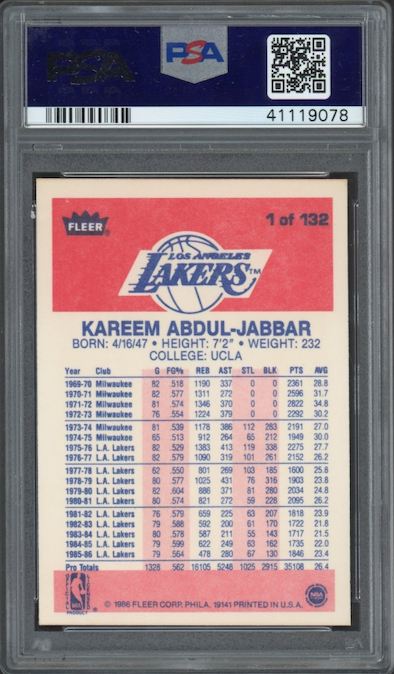 PSA
PSA
41119078
FLEER
1 of 132
LOS ANGELES
LAKERS™
KAREEM ABDUL-JABBAR
BORN: 4/16/47 • HEIGHT: 7'2" • WEIGHT: 232
COLLEGE: UCLA
Year Club G FG% REB AST STL BLK PTS AVG
1969-70 Milwaukee 82 .518 1190 337 0 0 2361 28.8
1970-71 Milwaukee 82 .577 1311 272 0 0 2596 31.7
1971-72 Milwaukee 81 .574 1346 370 0 0 2822 34.8
1972-73 Milwaukee 76 .554 1224 379 0 0 2292 30.2
1973-74 Milwaukee 81 .539 1178 386 112 283 2191 27.0
1974-75 Milwaukee 65 .513 912 264 65 212 1949 30.0
1975-76 L.A. Lakers 82 .529 1383 413 119 338 2275 27.7
1976-77 L.A. Lakers 82 .579 1090 319 101 261 2152 26.2
1977-78 L.A. Lakers 62 .550 801 269 103 185 1600 25.8
1978-79 L.A. Lakers 80 .577 1025 431 76 316 1903 23.8
1979-80 L.A. Lakers 82 .604 886 371 81 280 2034 24.8
1980-81 L.A. Lakers 80 .574 821 272 59 228 2095 26.2
1981-82 L.A. Lakers 76 .579 659 225 63 207 1818 23.9
1982-83 L.A. Lakers 79 .588 592 200 61 170 1722 21.8
1983-84 L.A. Lakers 80 .578 587 211 55 143 1717 21.5
1984-85 L.A. Lakers 79 .599 622 249 63 162 1735 22.0
1985-86 L.A. Lakers 79 .564 478 280 67 130 1846 23.4
Pro Totals 1328 .562 16105 5248 1025 2915 35108 26.4
NBA
© 1986 FLEER CORP. PHILA. 19141 PRINTED IN U.S.A.